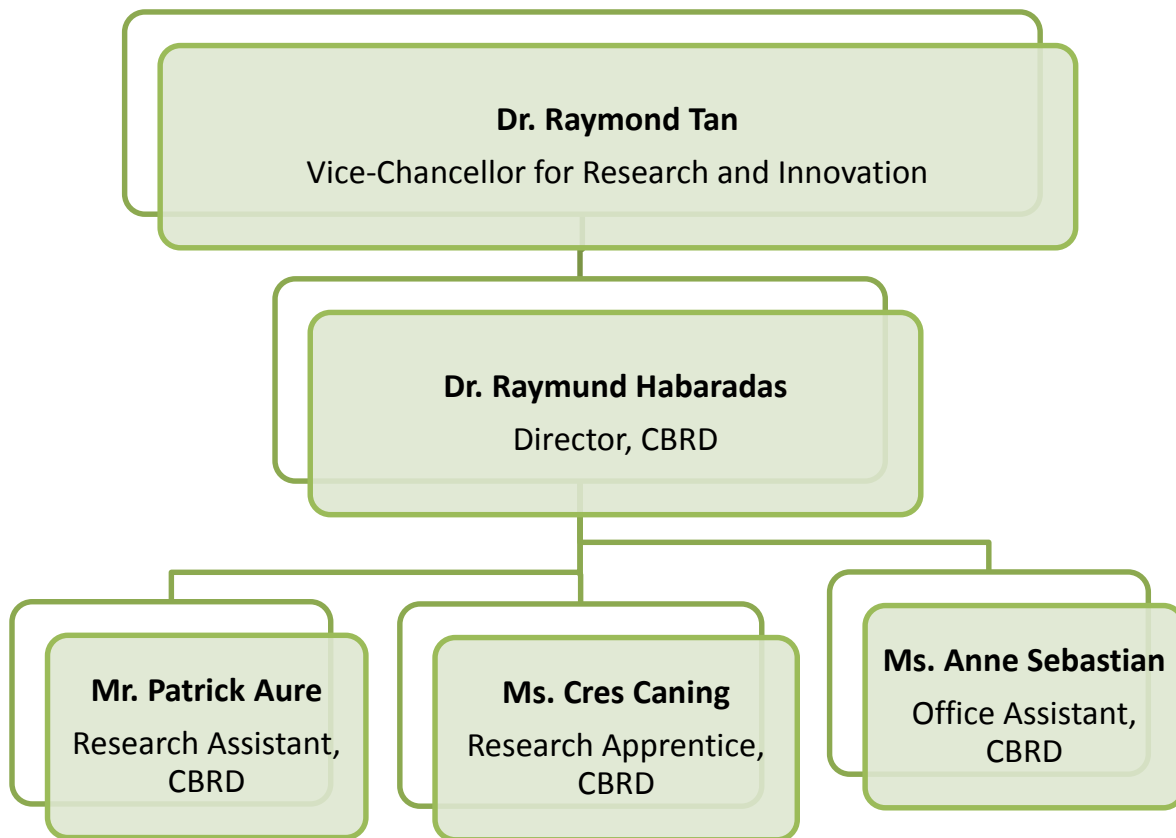 Dr. Raymond Tan
Vice-Chancellor for Research and Innovation
Dr. Raymund Habaradas
Director, CBRD
Mr. Patrick Aure
Research Assistant,
CBRD
Ms. Cres Caning
Research Apprentice,
CBRD
Ms. Anne Sebastian
Office Assistant,
CBRD